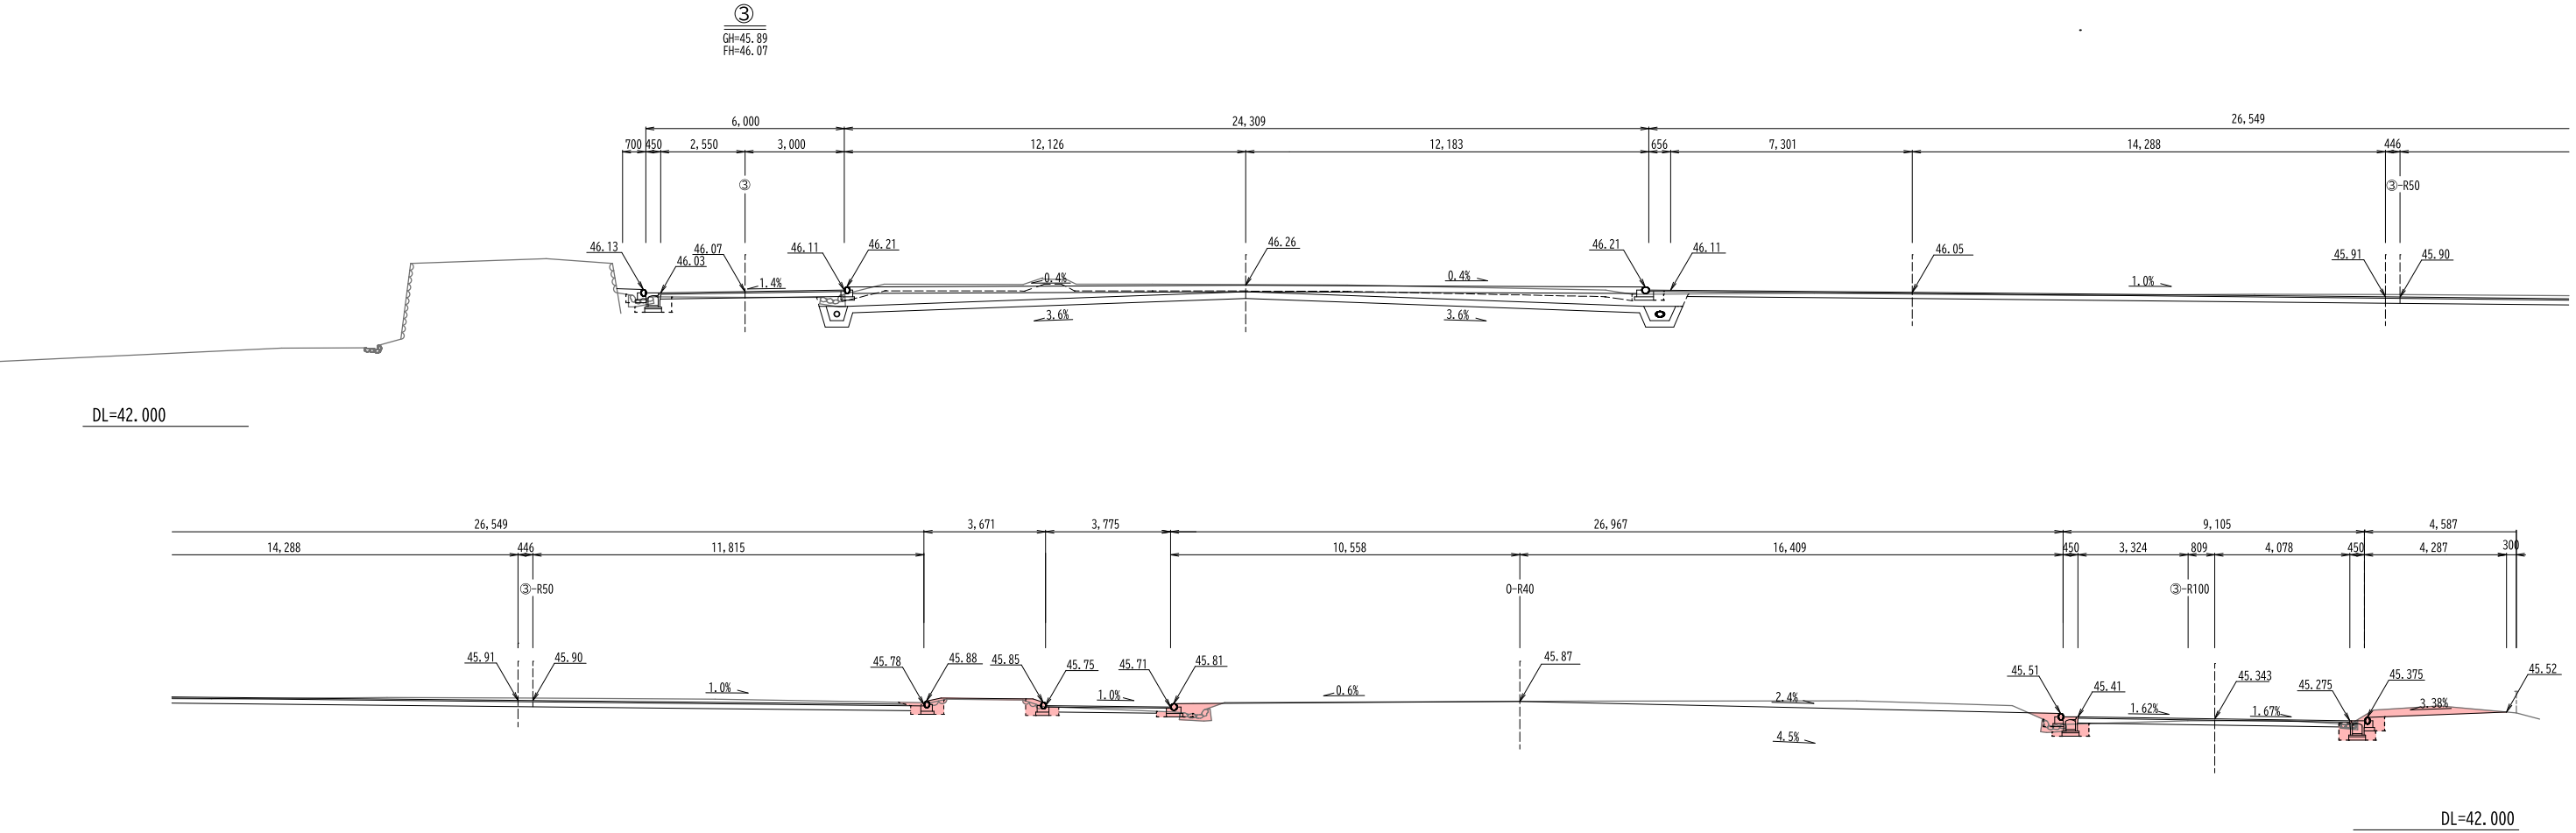 ③
GH=45.89
FH=46.07
6,000 24,309 26,549
700 450 2,550 3,000 12,126 12,183 656 7,301 14,288 446
③ ③-R50
46.13 46.07 46.03 46.11 46.21 46.26 46.21 46.11 46.05 45.91 45.90
1.4% 0.4% 0.4% 1.0%
3.6% 3.6%
DL=42.000
26,549 3,671 3,775 26,967 9,105 4,587
14,288 446 11,815 10,558 16,409 450 3,324 809 4,078 450 4,287 300
③-R50 O-R40 ③-R100
45.91 45.90 45.78 45.88 45.85 45.75 45.71 45.81 45.87 45.51 45.41 45.343 45.275 45.375 45.52
1.0% 1.0% 0.6% 2.4% 1.62% 1.67% 3.38%
4.5%
DL=42.000